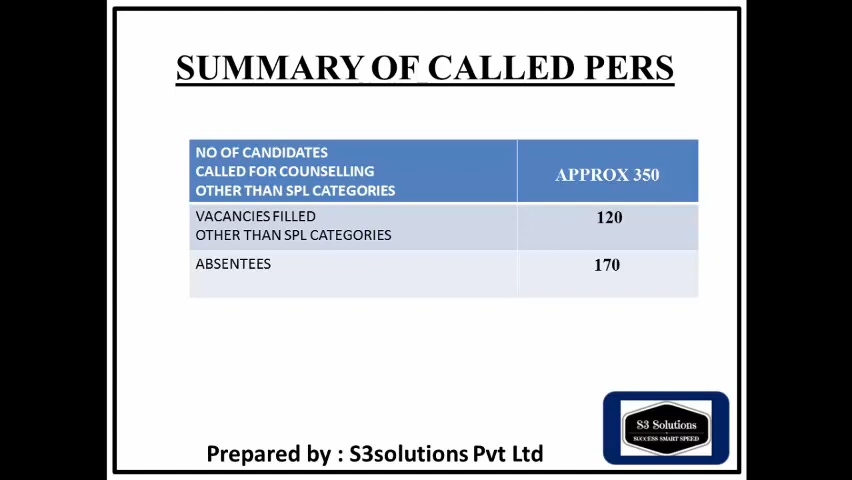 SUMMARY OF CALLED PERS
NO OF CANDIDATES
CALLED FOR COUNSELLING
OTHER THAN SPL CATEGORIES
APPROX 350
VACANCIES FILLED
OTHER THAN SPL CATEGORIES
120
ABSENTEES
170
S3 Solutions
SUCCESS SMART SPEED
Prepared by : S3solutions Pvt Ltd